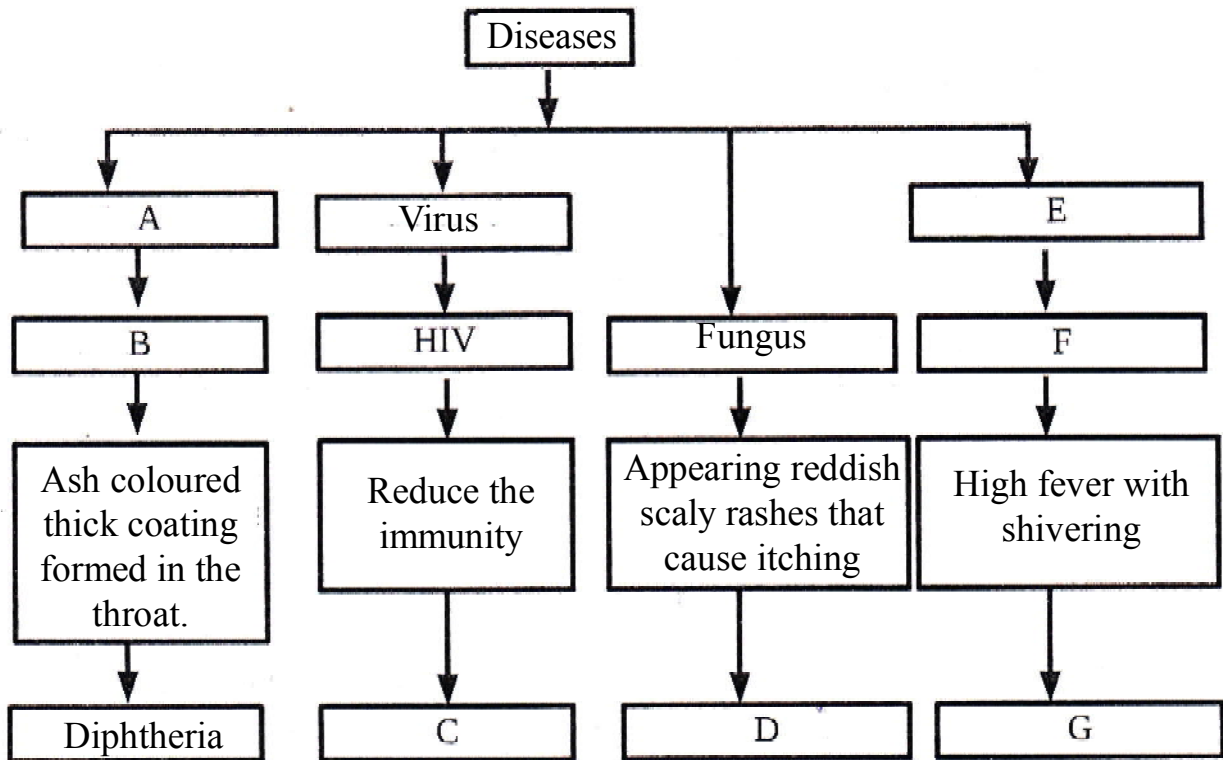 Diseases
A
Virus
E
B
HIV
Fungus
F
Ash coloured
thick coating
formed in the
throat.
Reduce the
immunity
Appearing reddish
scaly rashes that
cause itching
High fever with
shivering
Diphtheria
C
D
G